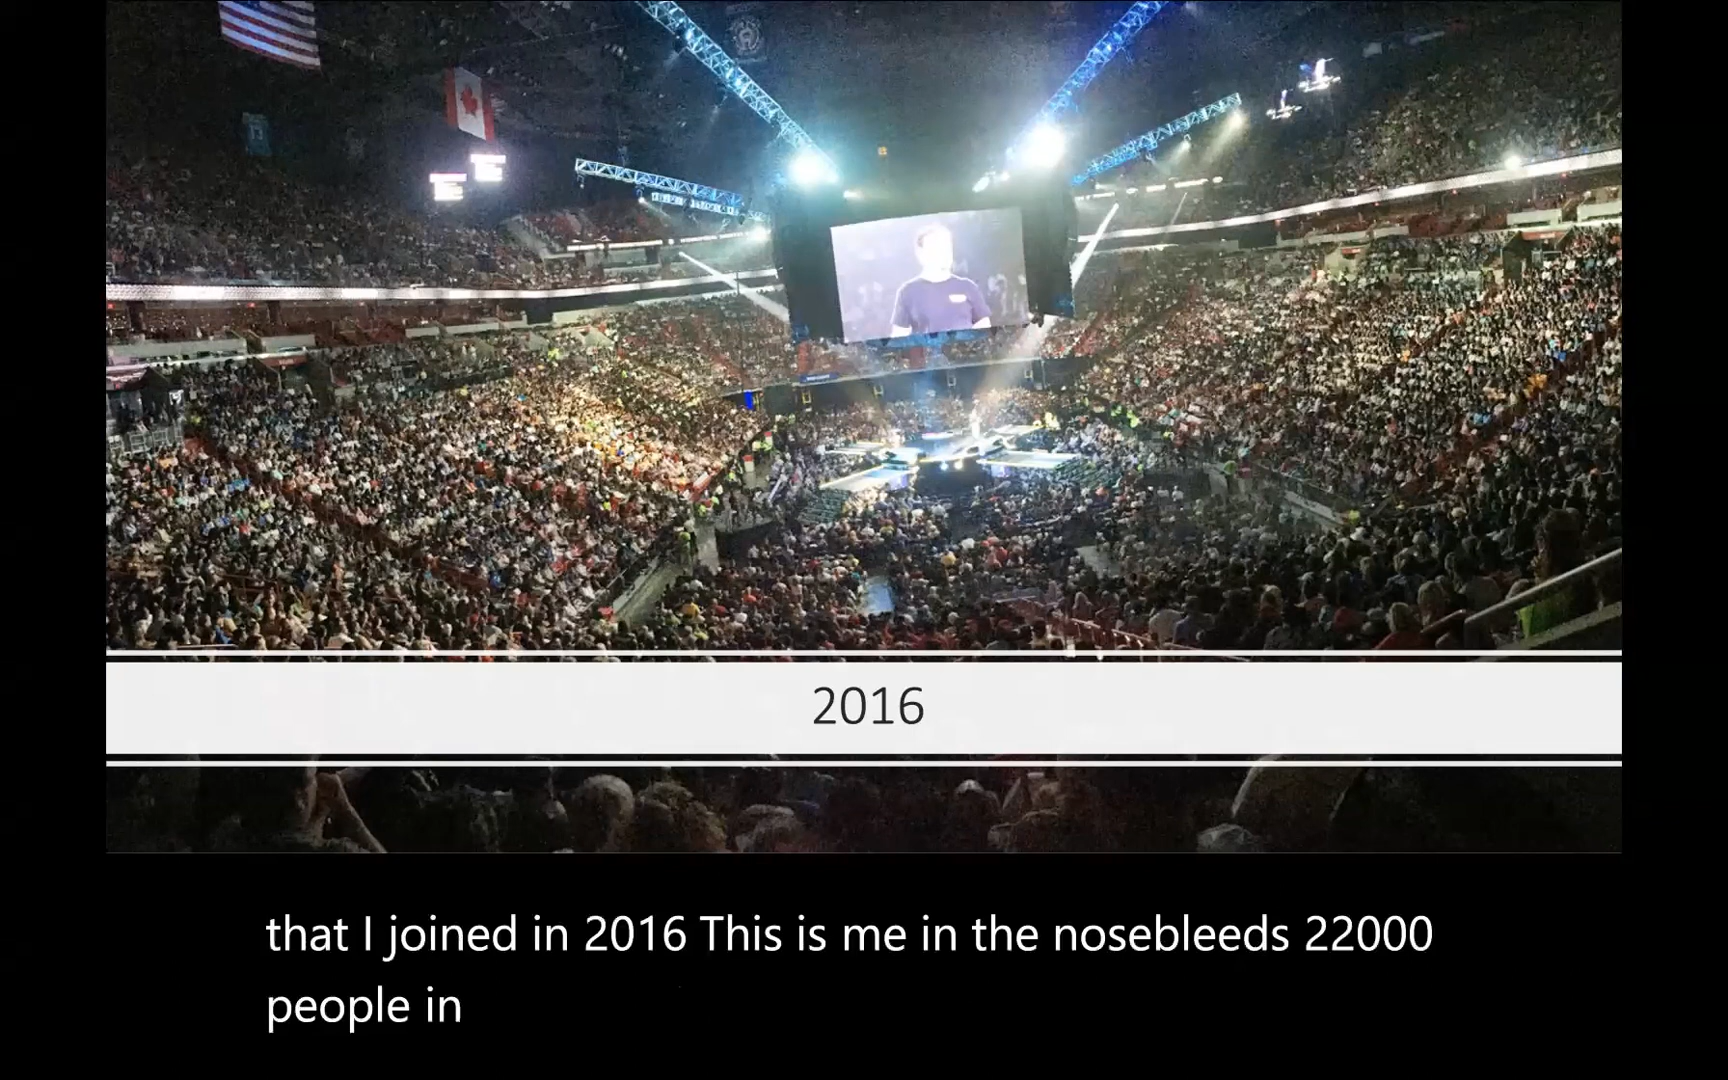 2016
that I joined in 2016 This is me in the nosebleeds 22000
people in